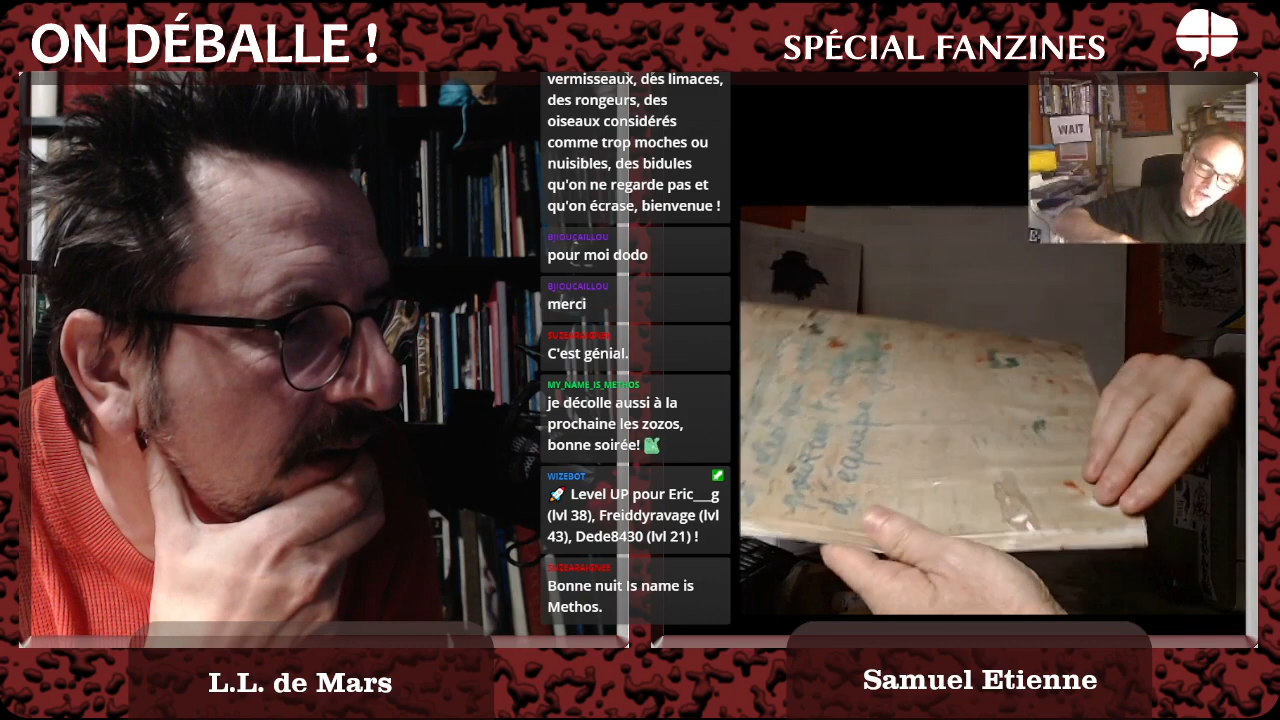 ON DÉBALLE !
SPÉCIAL FANZINES
vermisseaux, des limaces,
des rongeurs, des
oiseaux considérés
comme trop moches ou
nuisibles, des bidules
qu'on ne regarde pas et
qu'on écrase, bienvenue !
BJIOUCAILLOU
pour moi dodo
BJIOUCAILLOU
merci
C'est génial.
MY_NAME_IS_METHOS
je décolle aussi à la
prochaine les zozos,
bonne soirée!
WIZEBOT
Level UP pour Eric___g
(lvl 38), Freiddyravage (lvl
43), Dede8430 (lvl 21) !
Bonne nuit Is name is
Methos.
WAIT
d'équipe
L.L. de Mars
Samuel Etienne